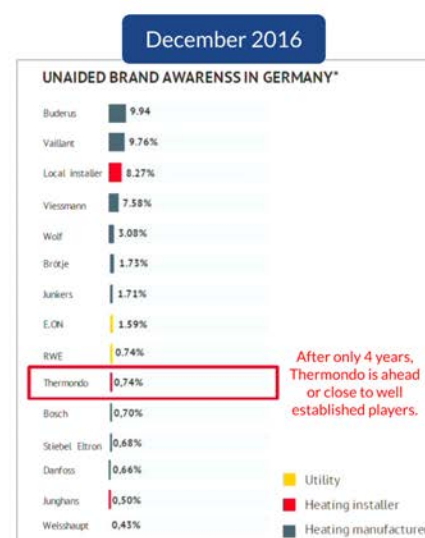 December 2016
UNAIDED BRAND AWARENSS IN GERMANY*
Buderus 9.94
Vaillant 9.76%
Local installer 8.27%
Viessmann 7.58%
Wolf 3.08%
Brötje 1.73%
Junkers 1.71%
E.ON 1.59%
RWE 0.74%
Thermondo 0,74%
Bosch 0,70%
Stiebel Eltron 0,68%
Danfoss 0,66%
Junghans 0,50%
Weisshaupt 0,43%
After only 4 years,
Thermondo is ahead
or close to well
established players.
Utility
Heating installer
Heating manufacturer